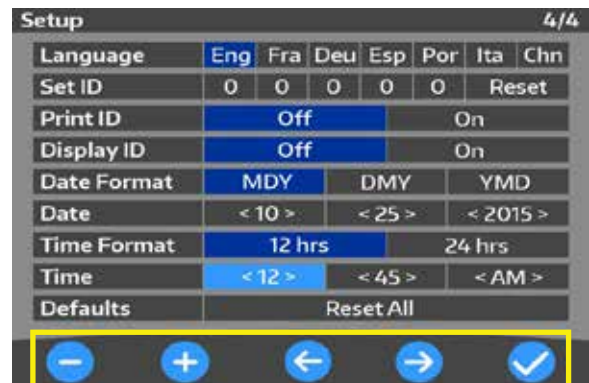 Setup 4/4
Language Eng Fra Deu Esp Por Ita Chn
Set ID 0 0 0 0 0 Reset
Print ID Off On
Display ID Off On
Date Format MDY DMY YMD
Date < 10 > < 25 > < 2015 >
Time Format 12 hrs 24 hrs
Time < 12 > < 45 > < AM >
Defaults Reset All